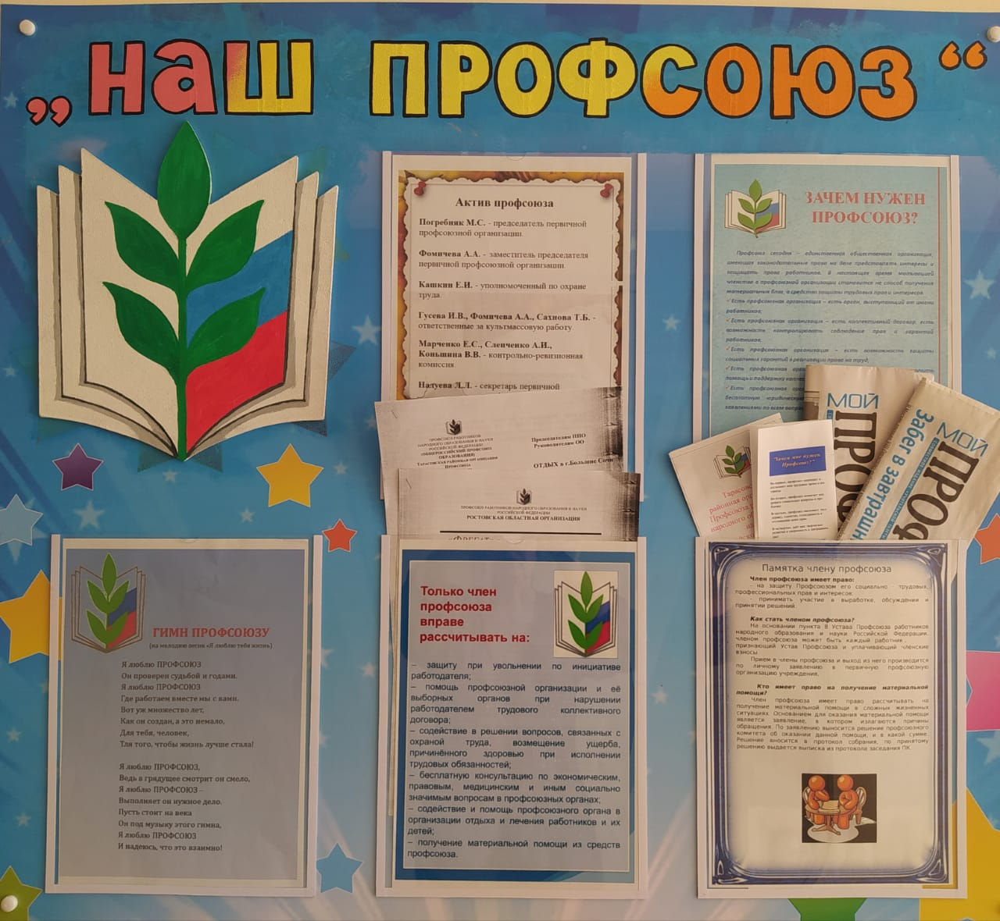 „НаШ ПРОФСОЮЗ“
Актив профсоюза
Погребняк М.С. - председатель первичной
профсоюзной организации.
Фомичева А.А. - заместитель председателя
первичной профсоюзной организации.
Кашкин Е.И. - уполномоченный по охране
труда.
Гусева И.В., Фомичева А.А., Сахнова Т.Б. -
ответственные за культмассовую работу.
Марченко Е.С., Слепченко А.И.,
Коньшина В.В. - контрольно-ревизионная
комиссия.
Надуева Л.Л. - секретарь первичной
ПРОФСОЮЗ РАБОТНИКОВ
НАРОДНОГО ОБРАЗОВАНИЯ И НАУКИ
РОССИЙСКОЙ ФЕДЕРАЦИИ
(ОБЩЕРОССИЙСКИЙ ПРОФСОЮЗ
ОБРАЗОВАНИЯ)
ТАРАСОВСКАЯ РАЙОННАЯ ОРГАНИЗАЦИЯ
ПРОФСОЮЗА
Председателям ППО
Руководителям ОО
ОТДЫХ в г.Большие Сочи
ПРОФСОЮЗ РАБОТНИКОВ НАРОДНОГО ОБРАЗОВАНИЯ И НАУКИ
РОССИЙСКОЙ ФЕДЕРАЦИИ
РОСТОВСКАЯ ОБЛАСТНАЯ ОРГАНИЗАЦИЯ
ЗАЧЕМ НУЖЕН
ПРОФСОЮЗ?
Профсоюз сегодня – единственная общественная организация,
имеющая законодательные права на деле представлять интересы и
защищать права работников. В настоящее время мотивацией
членства в профсоюзной организации становится не способ получения
материальных благ, а средство защиты трудовых прав и интересов.
✓Есть профсоюзная организация – есть орган, выступающий от имени
работников;
✓Есть профсоюзная организация – есть коллективный договор, есть
возможность контролировать соблюдение прав и гарантий
работников;
✓Есть профсоюзная организация – есть возможность защиты
социальных гарантий в реализации права на труд;
✓Есть профсоюзная
помощь и поддержку
✓Есть профсоюзная
бесплатную юридическую
заявлениями по всем
МОЙ
ПРОФ
МОЙ
ПРОФ
Забег в завтрашн
Тарасовская
районная
Профсоюза
народного
"Зачем мне нужен
Профсоюз?"
ГИМН ПРОФСОЮЗУ
(на мелодию песни «Я люблю тебя жизнь)
Я люблю ПРОФСОЮЗ
Он проверен судьбой и годами.
Я люблю ПРОФСОЮЗ
Где работаем вместе мы с вами.
Вот уж множество лет,
Как он создан, а это немало,
Для тебя, человек,
Тля того, чтобы жизнь лучше стала!
Я люблю ПРОФСОЮЗ,
Ведь в грядущее смотрит он смело,
Я люблю ПРОФСОЮЗ –
Выполняет он нужное дело.
Пусть стоит на века
Он под музыку этого гимна,
Я люблю ПРОФСОЮЗ
И надеюсь, что это взаимно!
Только член
профсоюза
вправе
рассчитывать на:
– защиту при увольнении по инициативе
работодателя;
– помощь профсоюзной организации и её
выборных органов при нарушении
работодателем трудового коллективного
договора;
– содействие в решении вопросов, связанных с
охраной труда, возмещение ущерба,
причинённого здоровью при исполнении
трудовых обязанностей;
– бесплатную консультацию по экономическим,
правовым, медицинским и иным социально
значимым вопросам в профсоюзных органах;
– содействие и помощь профсоюзного органа в
организации отдыха и лечения работников и их
детей;
– получение материальной помощи из средств
профсоюза.
Памятка члену профсоюза
Член профсоюза имеет право:
- на защиту Профсоюзом его социально трудовых,
профессиональных прав и интересов;
- принимать участие в выработке, обсуждении и
принятии решений.
Как стать членом профсоюза?
На основании пункта 8 Устава Профсоюза работников
народного образования и науки Российской Федерации.
членом профсоюза может быть каждый работник,
признающий Устав Профсоюза и уплачивающий членские
взносы
Прием в члены профсоюза и выход из него производится
по личному заявлению в первичную профсоюзную
организацию учреждения.
Кто имеет право на получение материальной
помощи?
Член профсоюза имеет право рассчитывать на
получение материальной помощи в сложных жизненных
ситуациях. Основанием для оказания материальной помощи
является заявление, в котором излагаются причины
обращения. По заявлению выносится решение профсоюзного
комитета об оказании данной помощи, и в какой сумме.
Решение вносится в протокол собрания, по принятому
решению выдается выписка из протокола заседания ПК